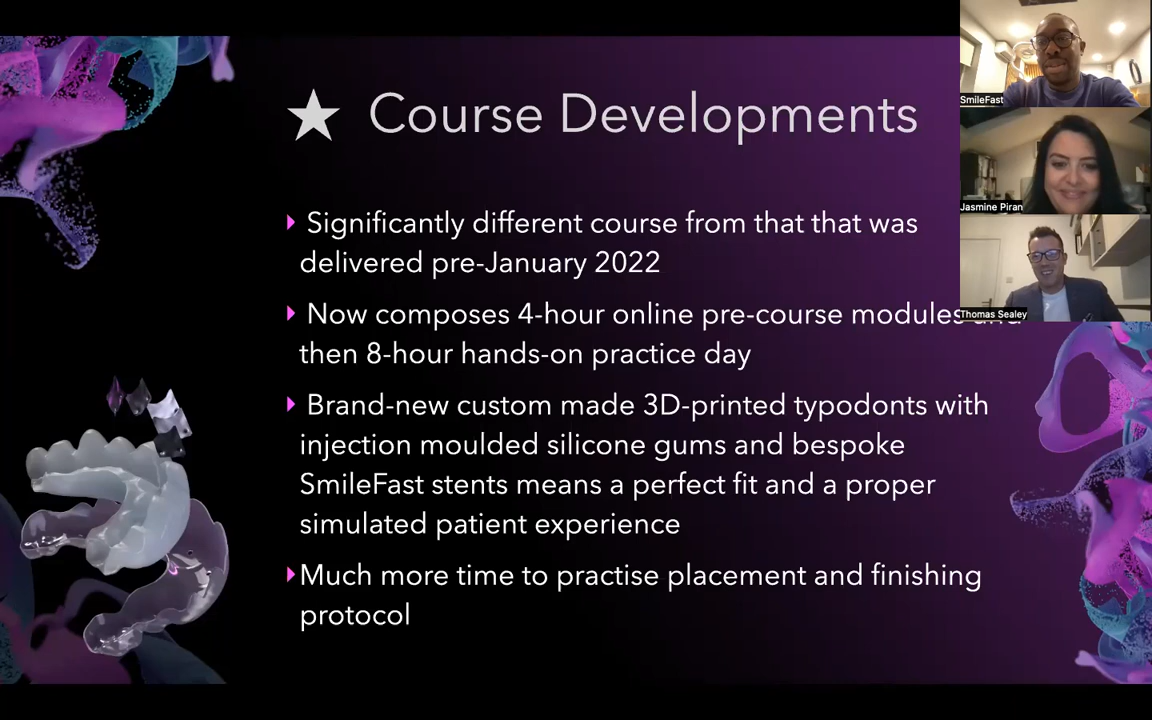 Course Developments
Significantly different course from that that was
delivered pre-January 2022
Now composes 4-hour online pre-course modules and
then 8-hour hands-on practice day
Brand-new custom made 3D-printed typodonts with
injection moulded silicone gums and bespoke
SmileFast stents means a perfect fit and a proper
simulated patient experience
Much more time to practise placement and finishing
protocol
SmileFast
Jasmine Piran
Thomas Sealey